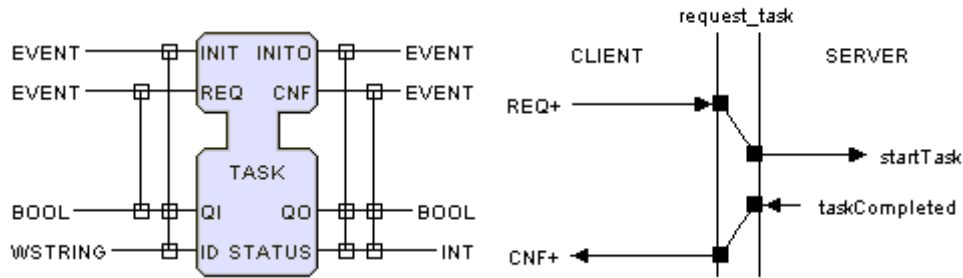 request_task
EVENT INIT INITO EVENT
CLIENT SERVER
EVENT REQ CNF EVENT
REQ+
startTask
TASK
BOOL QI QO BOOL
taskCompleted
WSTRING ID STATUS INT
CNF+